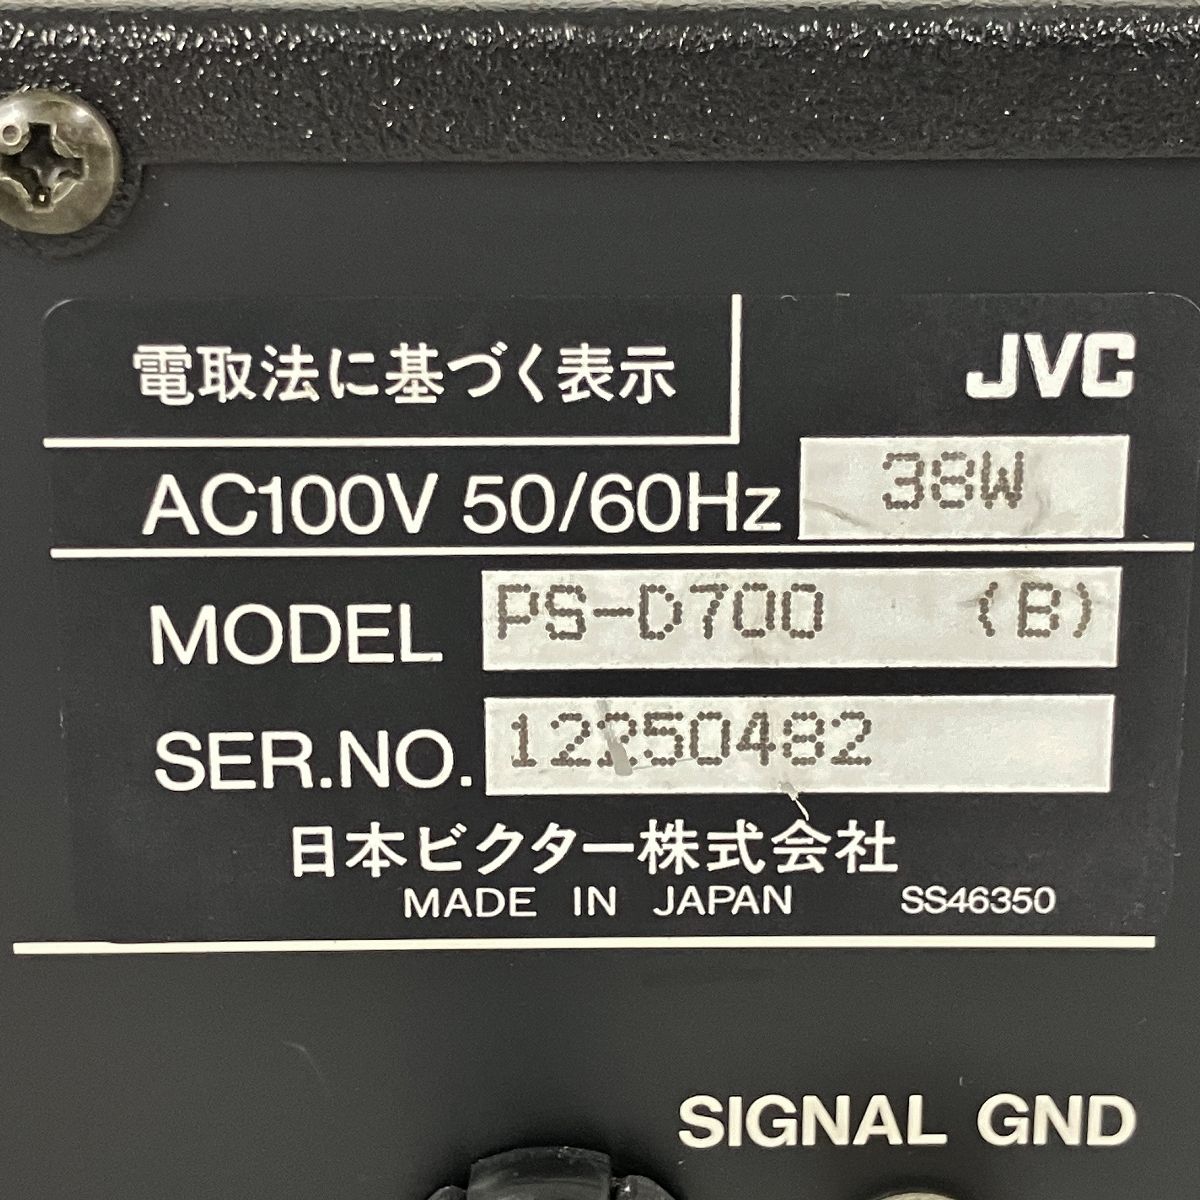 電取法に基づく表示
JVC
AC100V 50/60Hz 38W
MODEL PS-D700 (B)
SER.NO. 12250482
日本ビクター株式会社
MADE IN JAPAN SS46350
SIGNAL GND